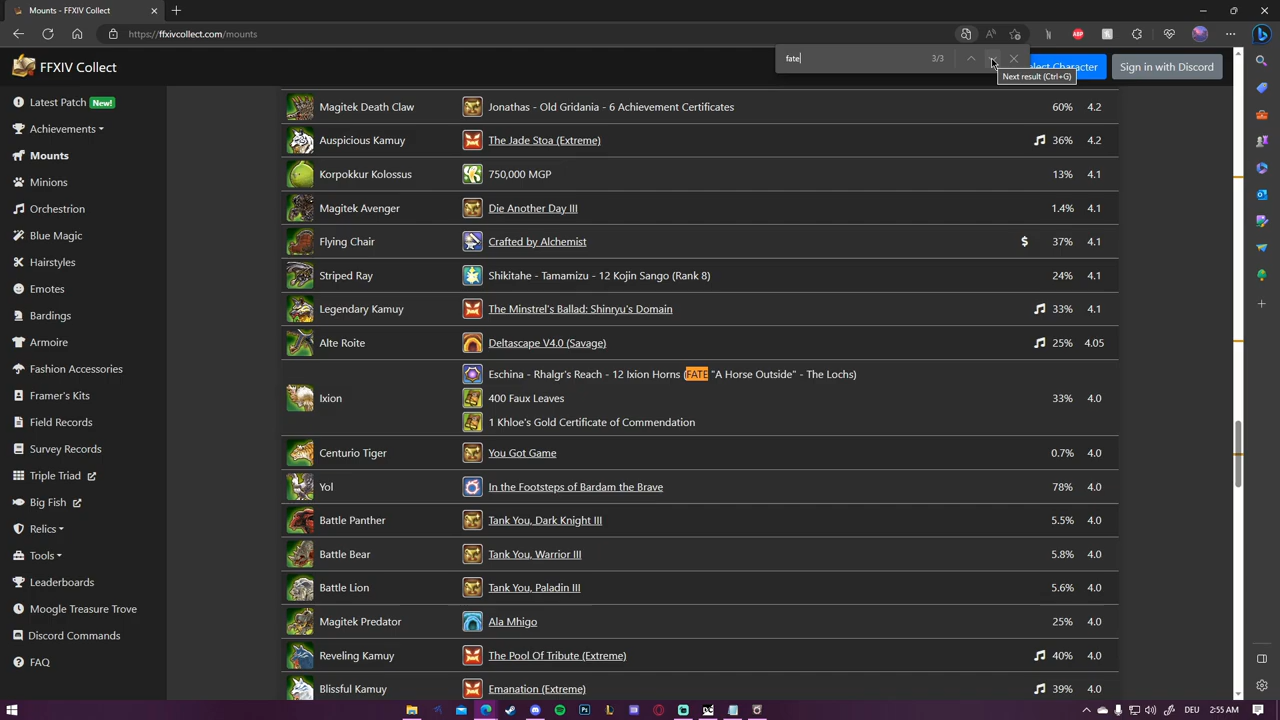 Mounts - FFXIV Collect
https://ffxivcollect.com/mounts
fate 3/3
Next result (Ctrl+G)
FFXIV Collect
Select Character
Sign in with Discord
Latest Patch New!
Achievements
Mounts
Minions
Orchestrion
Blue Magic
Hairstyles
Emotes
Bardings
Armoire
Fashion Accessories
Framer's Kits
Field Records
Survey Records
Triple Triad
Big Fish
Relics
Tools
Leaderboards
Moogle Treasure Trove
Discord Commands
FAQ
Magitek Death Claw Jonathas - Old Gridania - 6 Achievement Certificates 60% 4.2
Auspicious Kamuy The Jade Stoa (Extreme) 36% 4.2
Korpokkur Kolossus 750,000 MGP 13% 4.1
Magitek Avenger Die Another Day III 1.4% 4.1
Flying Chair Crafted by Alchemist $ 37% 4.1
Striped Ray Shikitahe - Tamamizu - 12 Kojin Sango (Rank 8) 24% 4.1
Legendary Kamuy The Minstrel's Ballad: Shinryu's Domain 33% 4.1
Alte Roite Deltascape V4.0 (Savage) 25% 4.05
Eschina - Rhalgr's Reach - 12 Ixion Horns (FATE "A Horse Outside" - The Lochs)
Ixion 400 Faux Leaves 33% 4.0
1 Khloe's Gold Certificate of Commendation
Centurio Tiger You Got Game 0.7% 4.0
Yol In the Footsteps of Bardam the Brave 78% 4.0
Battle Panther Tank You, Dark Knight III 5.5% 4.0
Battle Bear Tank You, Warrior III 5.8% 4.0
Battle Lion Tank You, Paladin III 5.6% 4.0
Magitek Predator Ala Mhigo 25% 4.0
Reveling Kamuy The Pool Of Tribute (Extreme) 40% 4.0
Blissful Kamuy Emanation (Extreme) 39% 4.0
DEU 2:55 AM